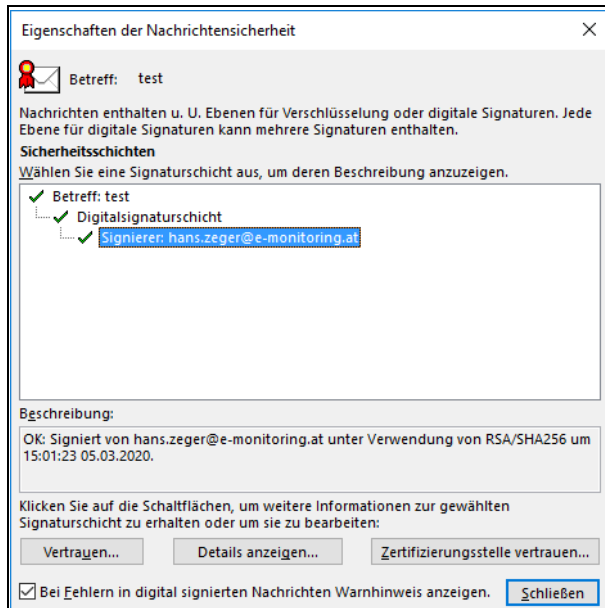 Eigenschaften der Nachrichtensicherheit
Betreff: test
Nachrichten enthalten u. U. Ebenen für Verschlüsselung oder digitale Signaturen. Jede
Ebene für digitale Signaturen kann mehrere Signaturen enthalten.
Sicherheitsschichten
Wählen Sie eine Signaturschicht aus, um deren Beschreibung anzuzeigen.
Betreff: test
Digitalsignaturschicht
Signierer: hans.zeger@e-monitoring.at
Beschreibung:
OK: Signiert von hans.zeger@e-monitoring.at unter Verwendung von RSA/SHA256 um
15:01:23 05.03.2020.
Klicken Sie auf die Schaltflächen, um weitere Informationen zur gewählten
Signaturschicht zu erhalten oder um sie zu bearbeiten:
Vertrauen... Details anzeigen... Zertifizierungsstelle vertrauen...
Bei Fehlern in digital signierten Nachrichten Warnhinweis anzeigen. Schließen